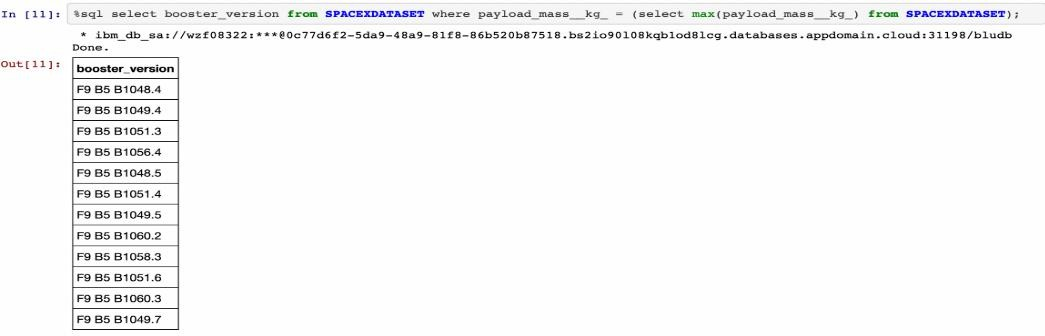 In [11]: %sql select booster_version from SPACEXDATASET where payload_mass__kg_ = (select max(payload_mass__kg_) from SPACEXDATASET);
* ibm_db_sa://wzf08322:***@0c77d6f2-5da9-48a9-81f8-86b520b87518.bs2io90l08kqb1od8lcg.databases.appdomain.cloud:31198/bludb
Done.
Out[11]: booster_version
F9 B5 B1048.4
F9 B5 B1049.4
F9 B5 B1051.3
F9 B5 B1056.4
F9 B5 B1048.5
F9 B5 B1051.4
F9 B5 B1049.5
F9 B5 B1060.2
F9 B5 B1058.3
F9 B5 B1051.6
F9 B5 B1060.3
F9 B5 B1049.7